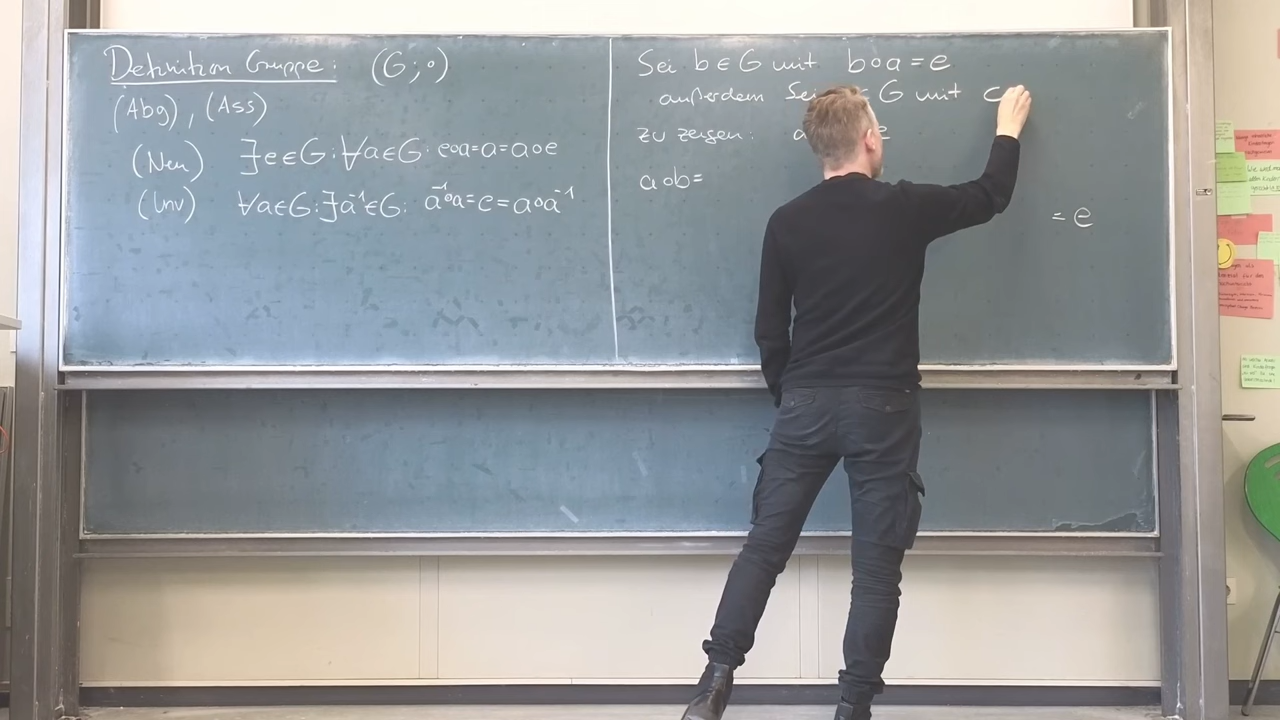 Definition Gruppe: (G;∘)
(Abg), (Ass)
(Neu) ∃e∈G:∀a∈G: e∘a=a=a∘e
(Inv) ∀a∈G:∃a⁻¹∈G: a⁻¹∘a=e=a∘a⁻¹
Sei b∈G mit b∘a=e
außerdem Sei ∈ G mit c
zu zeigen: a e
a∘b=
= e